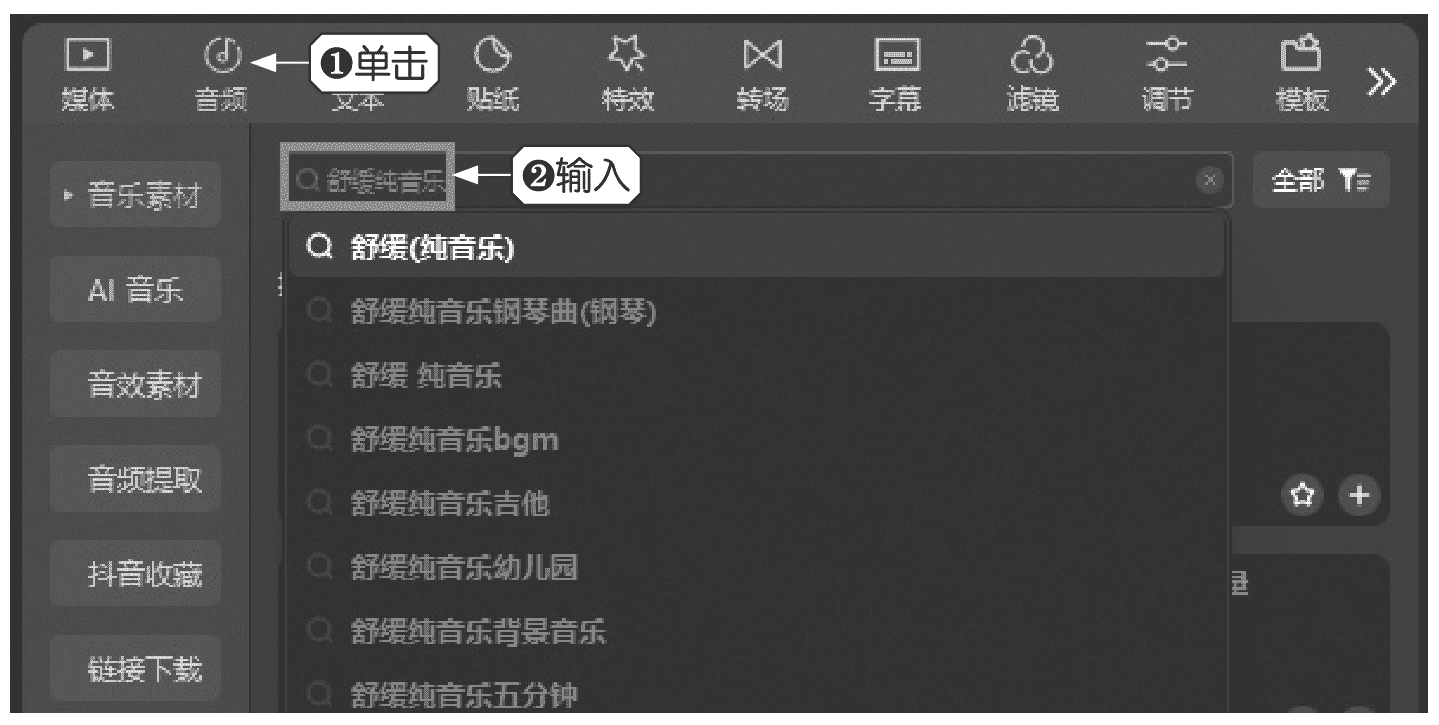 ❶单击
媒体 音频 文本 贴纸 特效 转场 字幕 滤镜 调节 模板
音乐素材
AI 音乐
音效素材
音频提取
抖音收藏
链接下载
舒缓纯音乐
❷输入
全部
舒缓(纯音乐)
舒缓纯音乐钢琴曲(钢琴)
舒缓 纯音乐
舒缓纯音乐bgm
舒缓纯音乐吉他
舒缓纯音乐幼儿园
舒缓纯音乐背景音乐
舒缓纯音乐五分钟